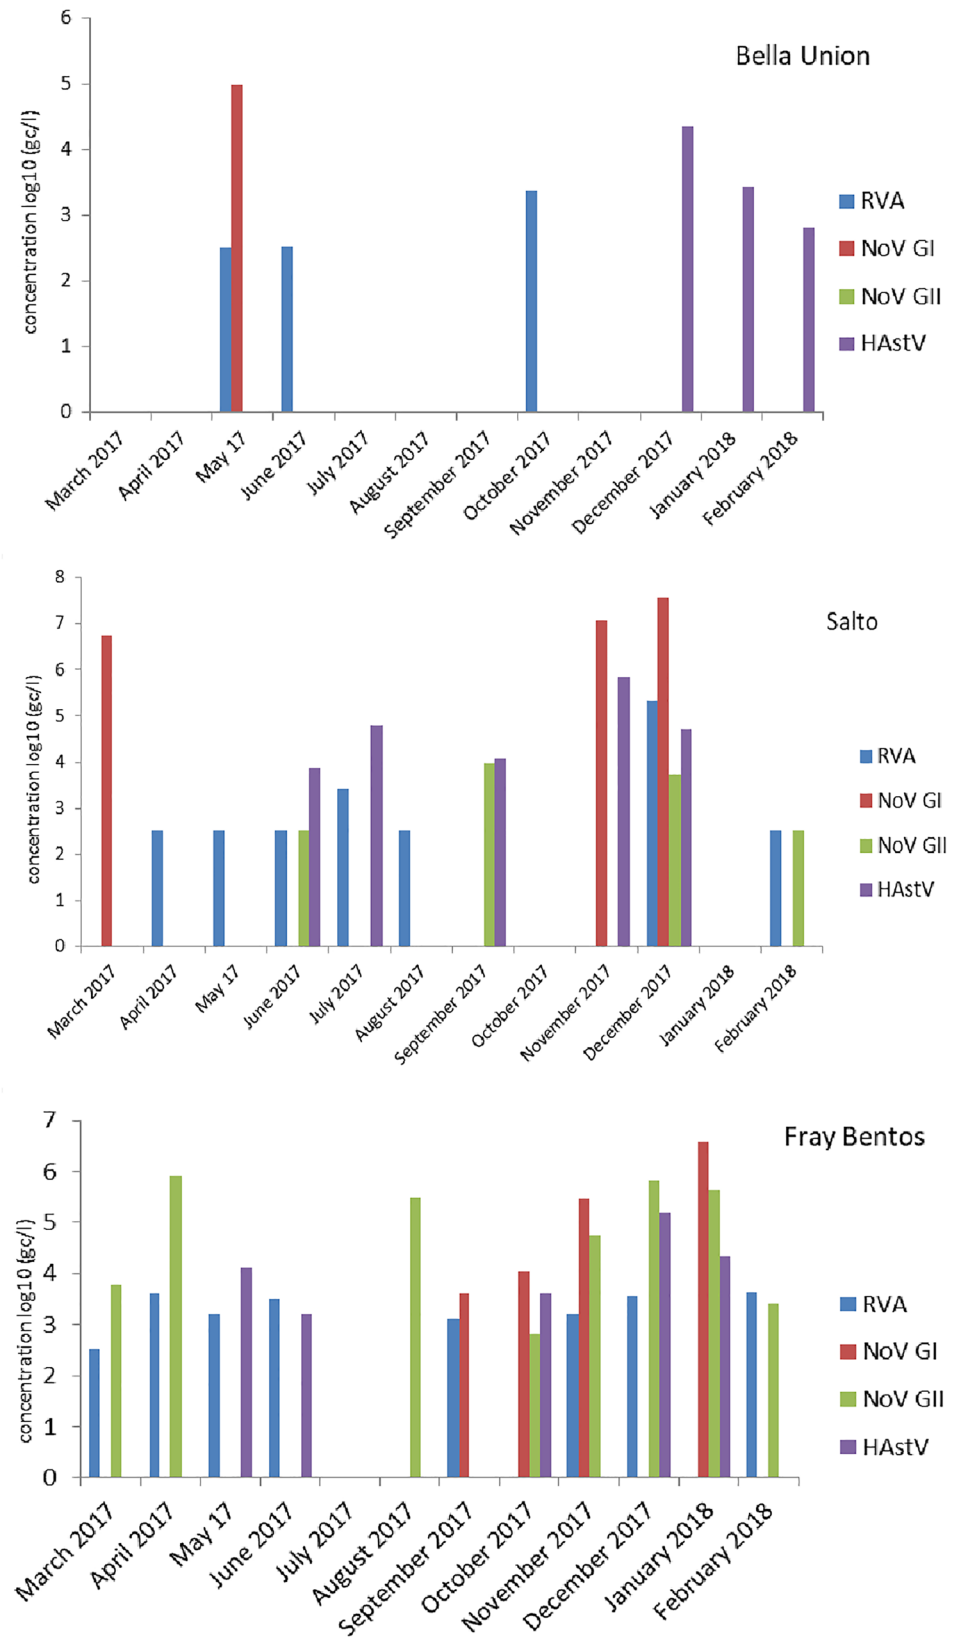 Bella Union
concentration log10 (gc/l)
6
5
4
3
2
1
0
March 2017
April 2017
May 17
June 2017
July 2017
August 2017
September 2017
October 2017
November 2017
December 2017
January 2018
February 2018
RVA
NoV GI
NoV GII
HAstV
Salto
concentration log10 (gc/l)
8
7
6
5
4
3
2
1
0
March 2017
April 2017
May 17
June 2017
July 2017
August 2017
September 2017
October 2017
November 2017
December 2017
January 2018
February 2018
RVA
NoV GI
NoV GII
HAstV
Fray Bentos
concentration log10 (gc/l)
7
6
5
4
3
2
1
0
March 2017
April 2017
May 17
June 2017
July 2017
August 2017
September 2017
October 2017
November 2017
December 2017
January 2018
February 2018
RVA
NoV GI
NoV GII
HAstV